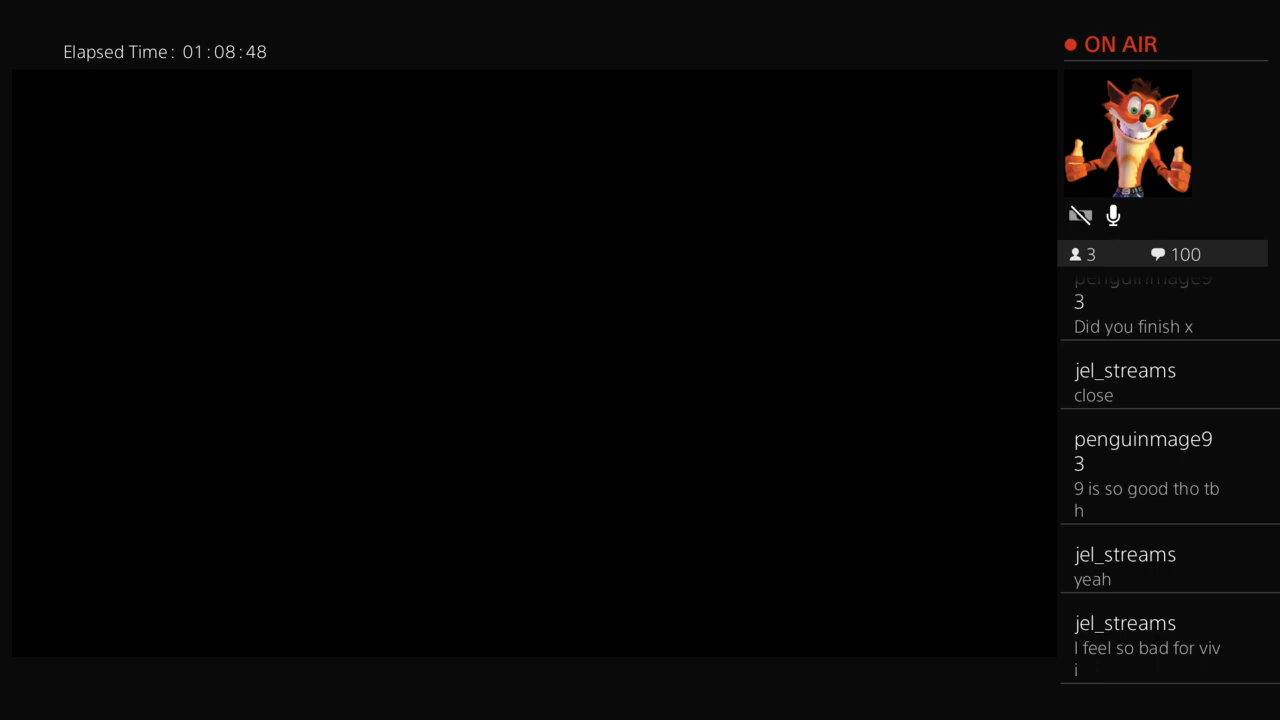 Elapsed Time: 01:08:48
ON AIR
3
100
penguinmage9
3
Did you finish x
jel_streams
close
penguinmage9
3
9 is so good tho tb
h
jel_streams
yeah
jel_streams
I feel so bad for viv
i